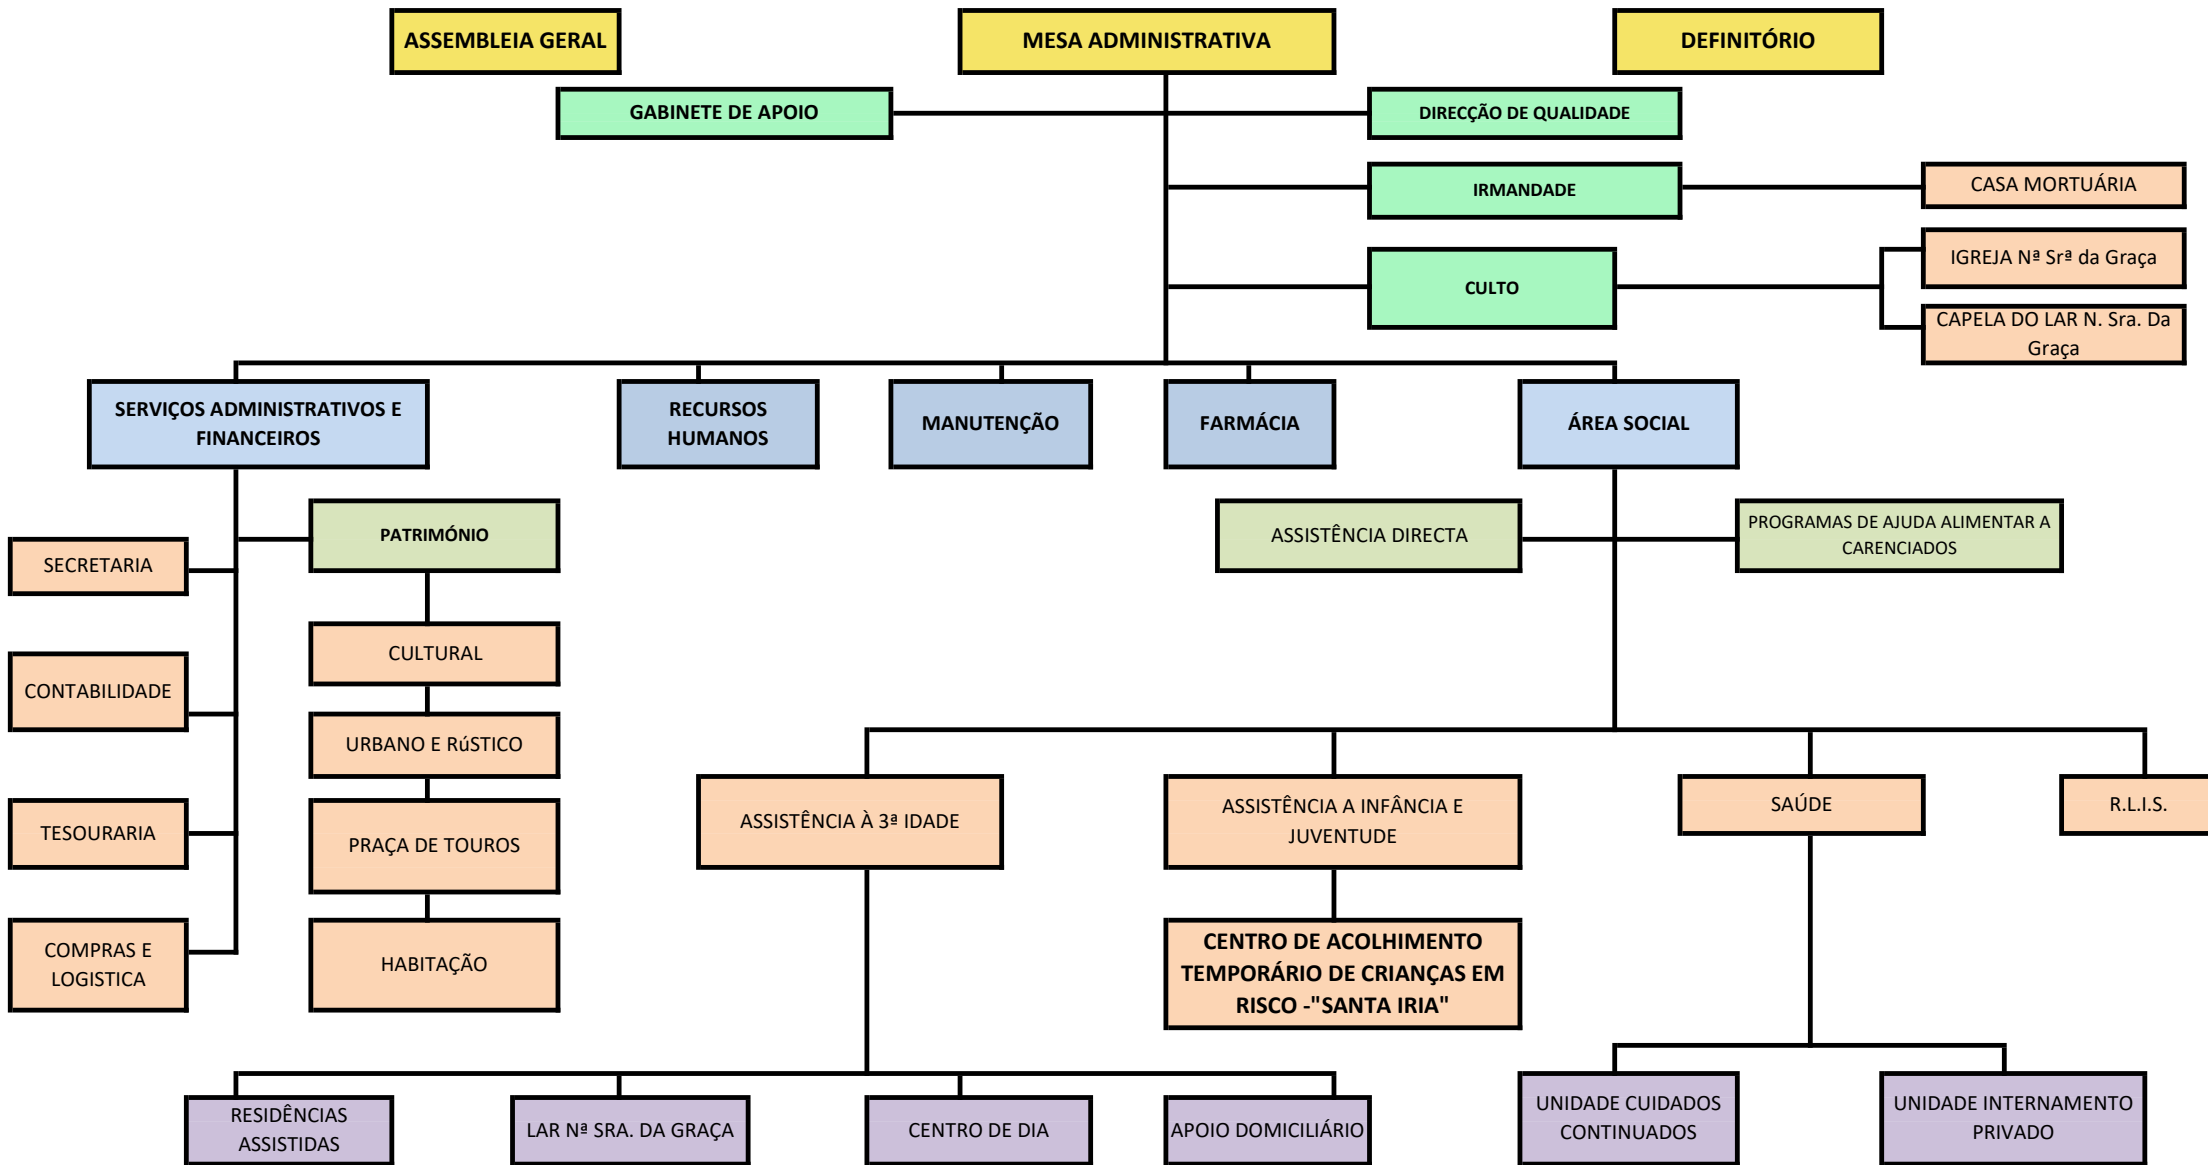 ASSEMBLEIA GERAL
MESA ADMINISTRATIVA
DEFINITÓRIO
GABINETE DE APOIO
DIRECÇÃO DE QUALIDADE
IRMANDADE
CASA MORTUÁRIA
CULTO
IGREJA Nª Srª da Graça
CAPELA DO LAR N. Sra. Da
Graça
SERVIÇOS ADMINISTRATIVOS E
FINANCEIROS
RECURSOS
HUMANOS
MANUTENÇÃO
FARMÁCIA
ÁREA SOCIAL
PATRIMÓNIO
ASSISTÊNCIA DIRECTA
PROGRAMAS DE AJUDA ALIMENTAR A
CARENCIADOS
SECRETARIA
CULTURAL
CONTABILIDADE
URBANO E RúSTICO
TESOURARIA
PRAÇA DE TOUROS
ASSISTÊNCIA À 3ª IDADE
ASSISTÊNCIA A INFÂNCIA E
JUVENTUDE
SAÚDE
R.L.I.S.
COMPRAS E
LOGISTICA
HABITAÇÃO
CENTRO DE ACOLHIMENTO
TEMPORÁRIO DE CRIANÇAS EM
RISCO -"SANTA IRIA"
RESIDÊNCIAS
ASSISTIDAS
LAR Nª SRA. DA GRAÇA
CENTRO DE DIA
APOIO DOMICILIÁRIO
UNIDADE CUIDADOS
CONTINUADOS
UNIDADE INTERNAMENTO
PRIVADO